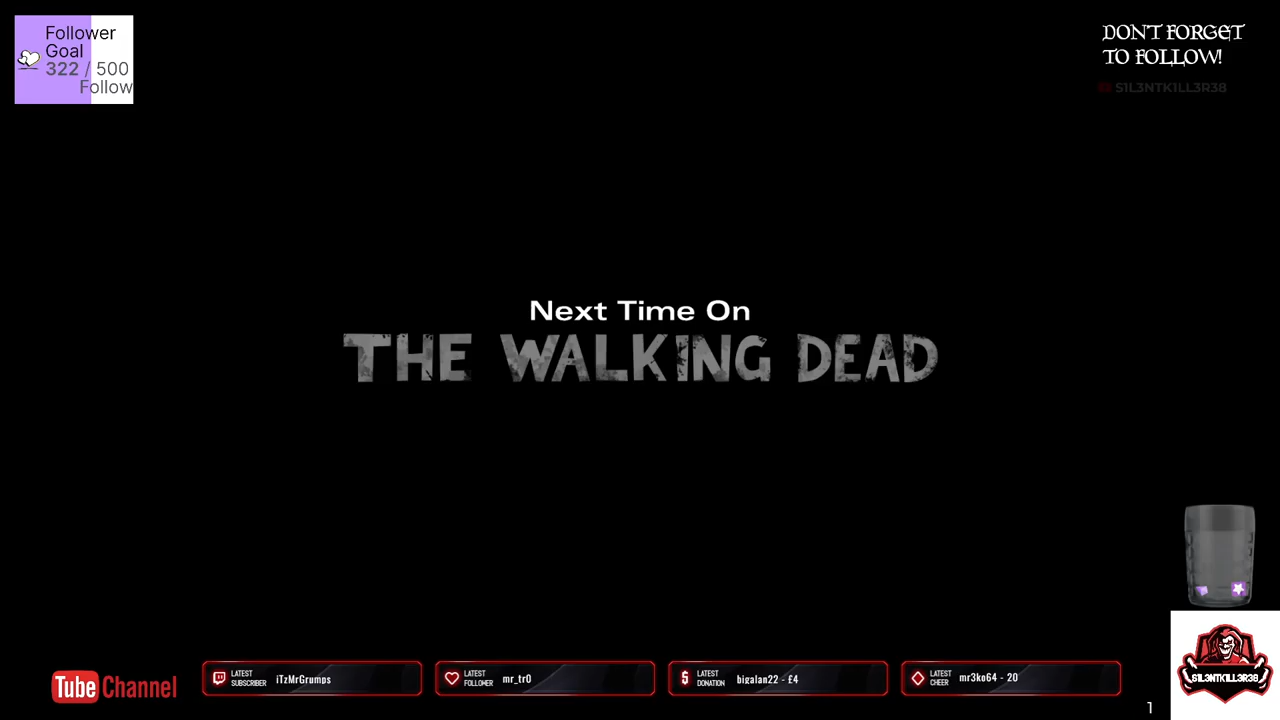 Follower
Goal
322 / 500
Follow
DON'T FORGET
TO FOLLOW!
S1L3NTK1LL3R38
Next Time On
THE WALKING DEAD
Tube Channel
LATEST
SUBSCRIBER
iTzMrGrumps
LATEST
FOLLOWER
mr_tr0
LATEST
DONATION
bigalan22 - £4
LATEST
CHEER
mr3ko64 - 20
1
S1L3NTK1LL3R38